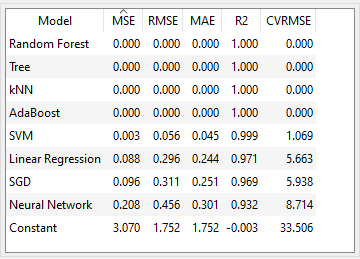 Model MSE RMSE MAE R2 CVRMSE
Random Forest 0.000 0.000 0.000 1.000 0.000
Tree 0.000 0.000 0.000 1.000 0.000
kNN 0.000 0.000 0.000 1.000 0.000
AdaBoost 0.000 0.000 0.000 1.000 0.000
SVM 0.003 0.056 0.045 0.999 1.069
Linear Regression 0.088 0.296 0.244 0.971 5.663
SGD 0.096 0.311 0.251 0.969 5.938
Neural Network 0.208 0.456 0.301 0.932 8.714
Constant 3.070 1.752 1.752 -0.003 33.506